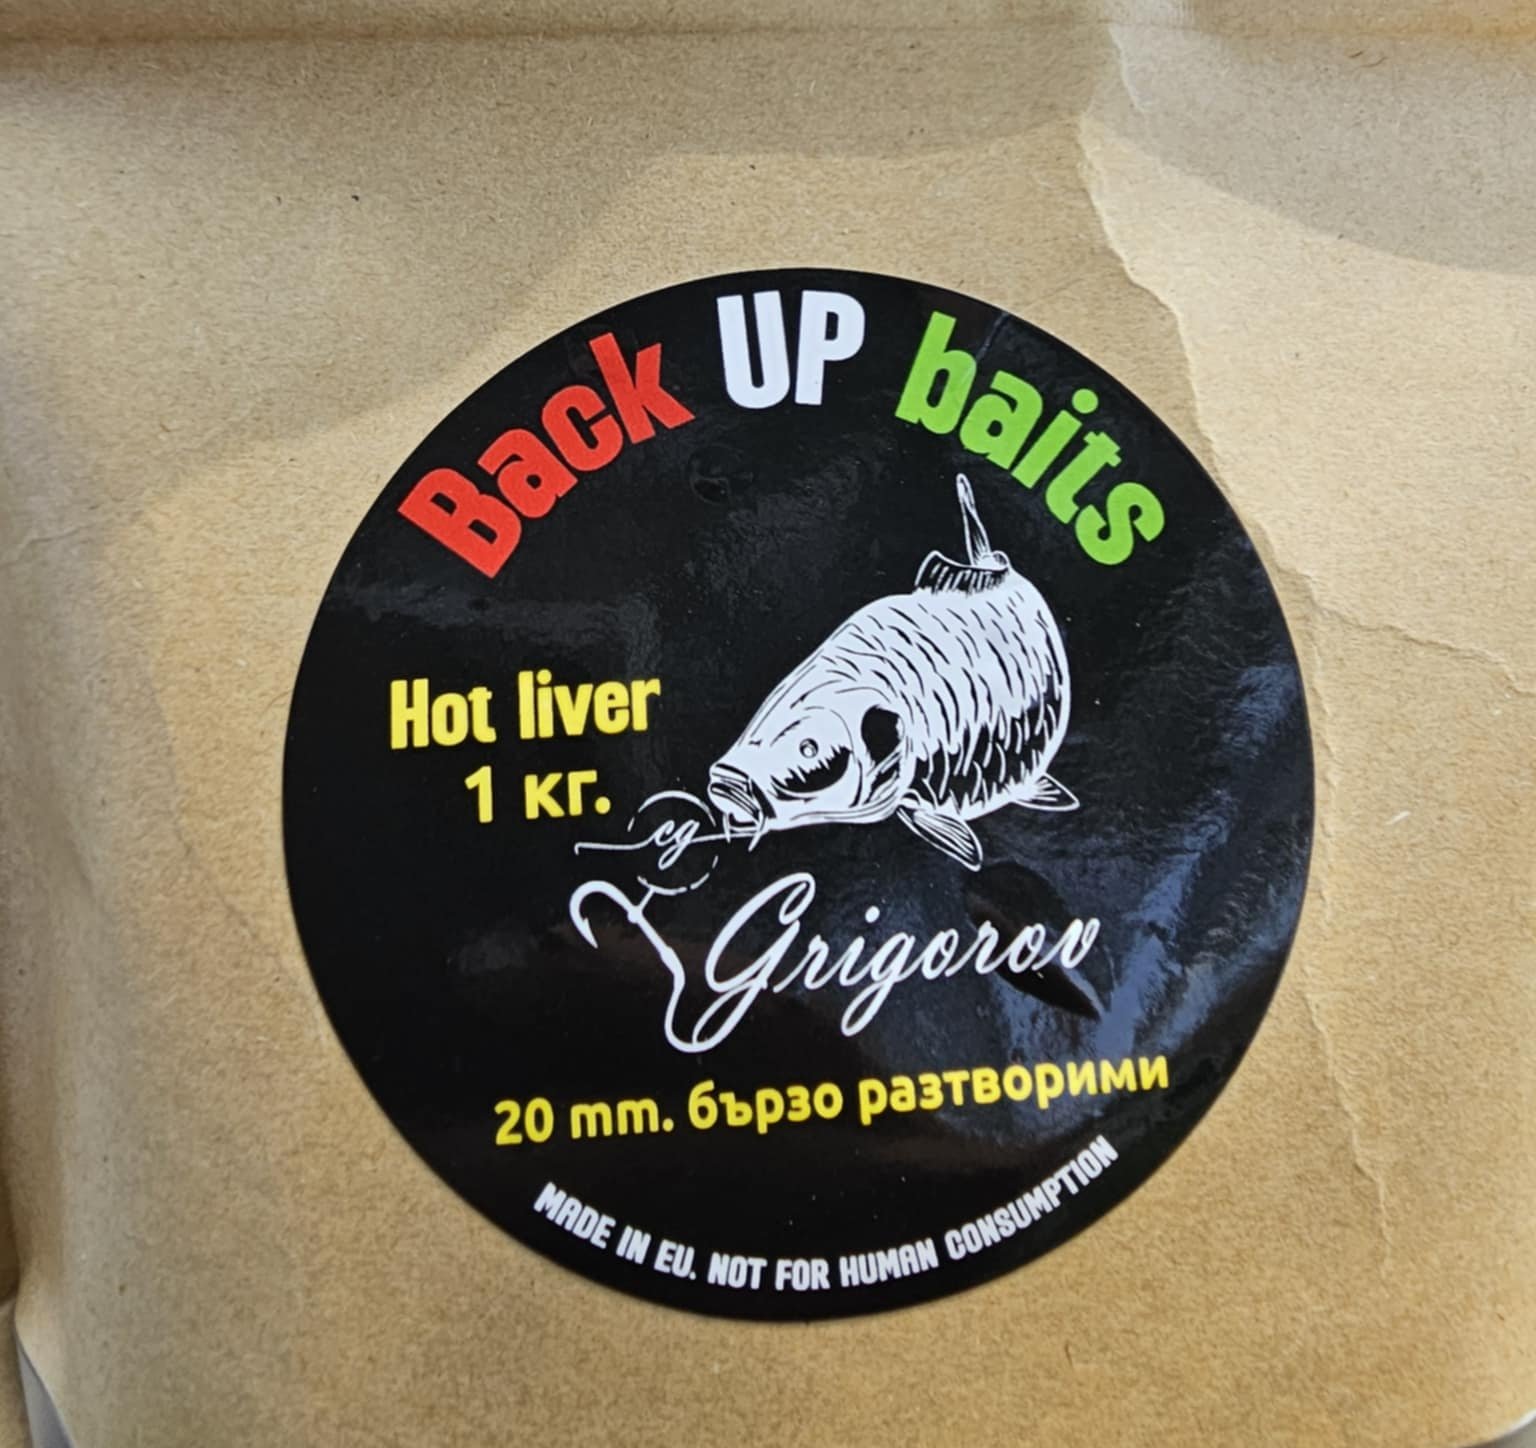 Back UP baits
Hot liver
1 кг.
cg
Grigorov
20 mm. бързо разтворими
MADE IN EU. NOT FOR HUMAN CONSUMPTION